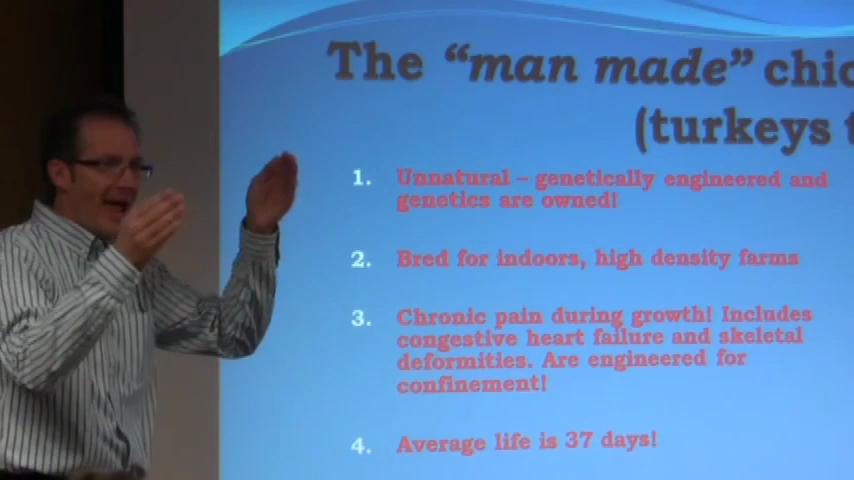 The "man made" chic
(turkeys t
1. Unnatural – genetically engineered and
genetics are owned!
2. Bred for indoors, high density farms
3. Chronic pain during growth! Includes
congestive heart failure and skeletal
deformities. Are engineered for
confinement!
4. Average life is 37 days!